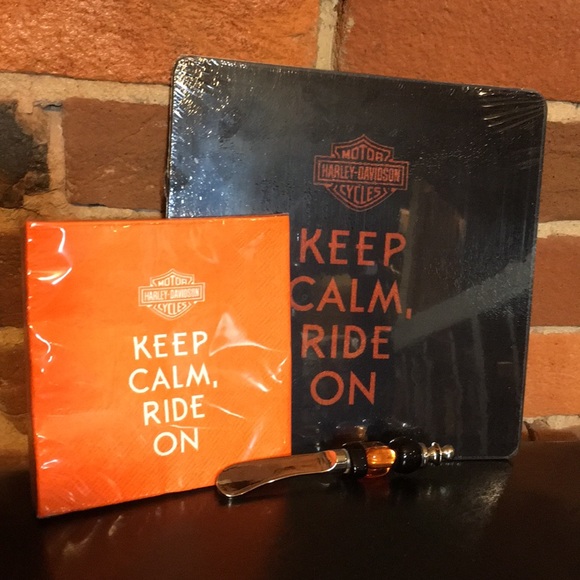 MOTOR
HARLEY-DAVIDSON
CYCLES
KEEP
CALM,
RIDE
ON
MOTOR
HARLEY-DAVIDSON
CYCLES
KEEP
CALM,
RIDE
ON